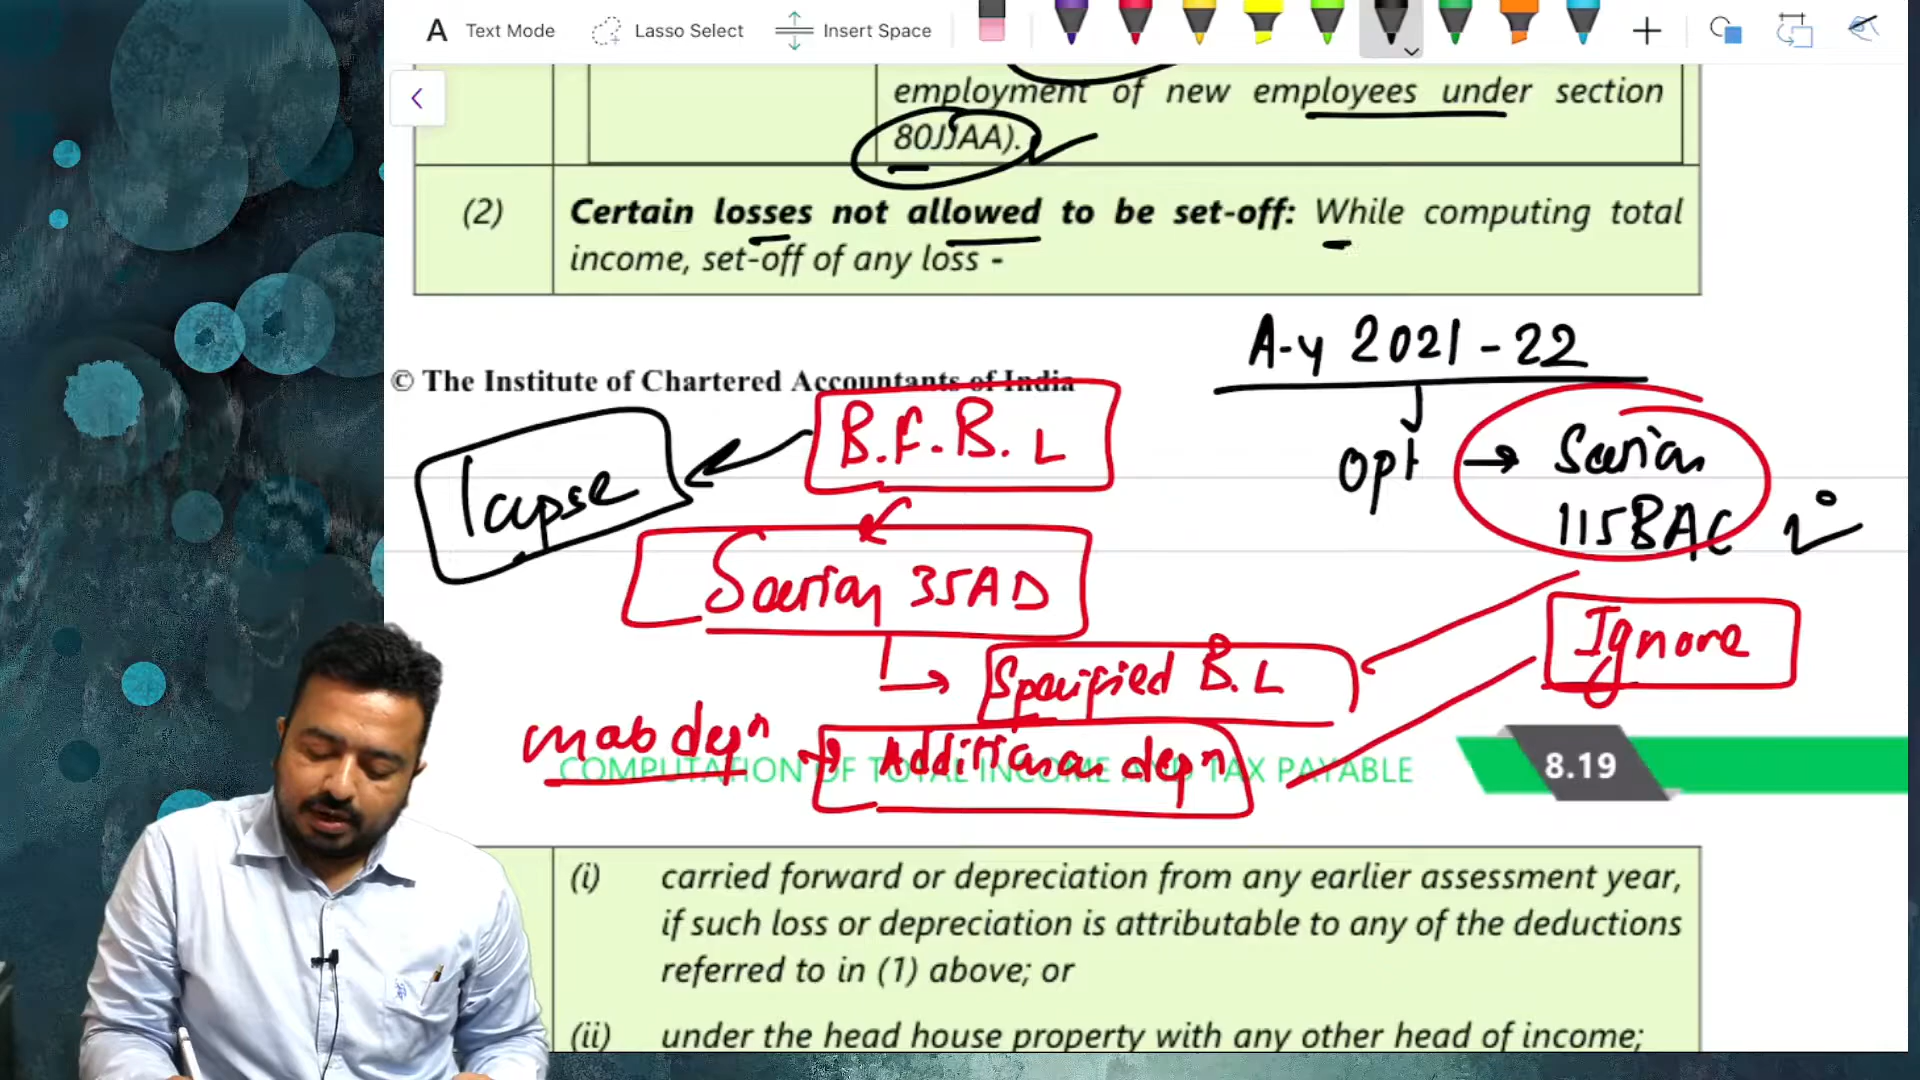 A Text Mode Lasso Select Insert Space
employment of new employees under section
80JJAA).
(2) Certain losses not allowed to be set-off: While computing total
income, set-off of any loss -
A-y 2021-22
© The Institute of Chartered Accountants of India
B.F.B.L
opt → Section
115BAC
lapse
Section 35AD
Ignore
Specified B.L
unab depn → Additional depn
COMPUTATION OF TOTAL INCOME AND TAX PAYABLE 8.19
(i) carried forward or depreciation from any earlier assessment year,
if such loss or depreciation is attributable to any of the deductions
referred to in (1) above; or
(ii) under the head house property with any other head of income;